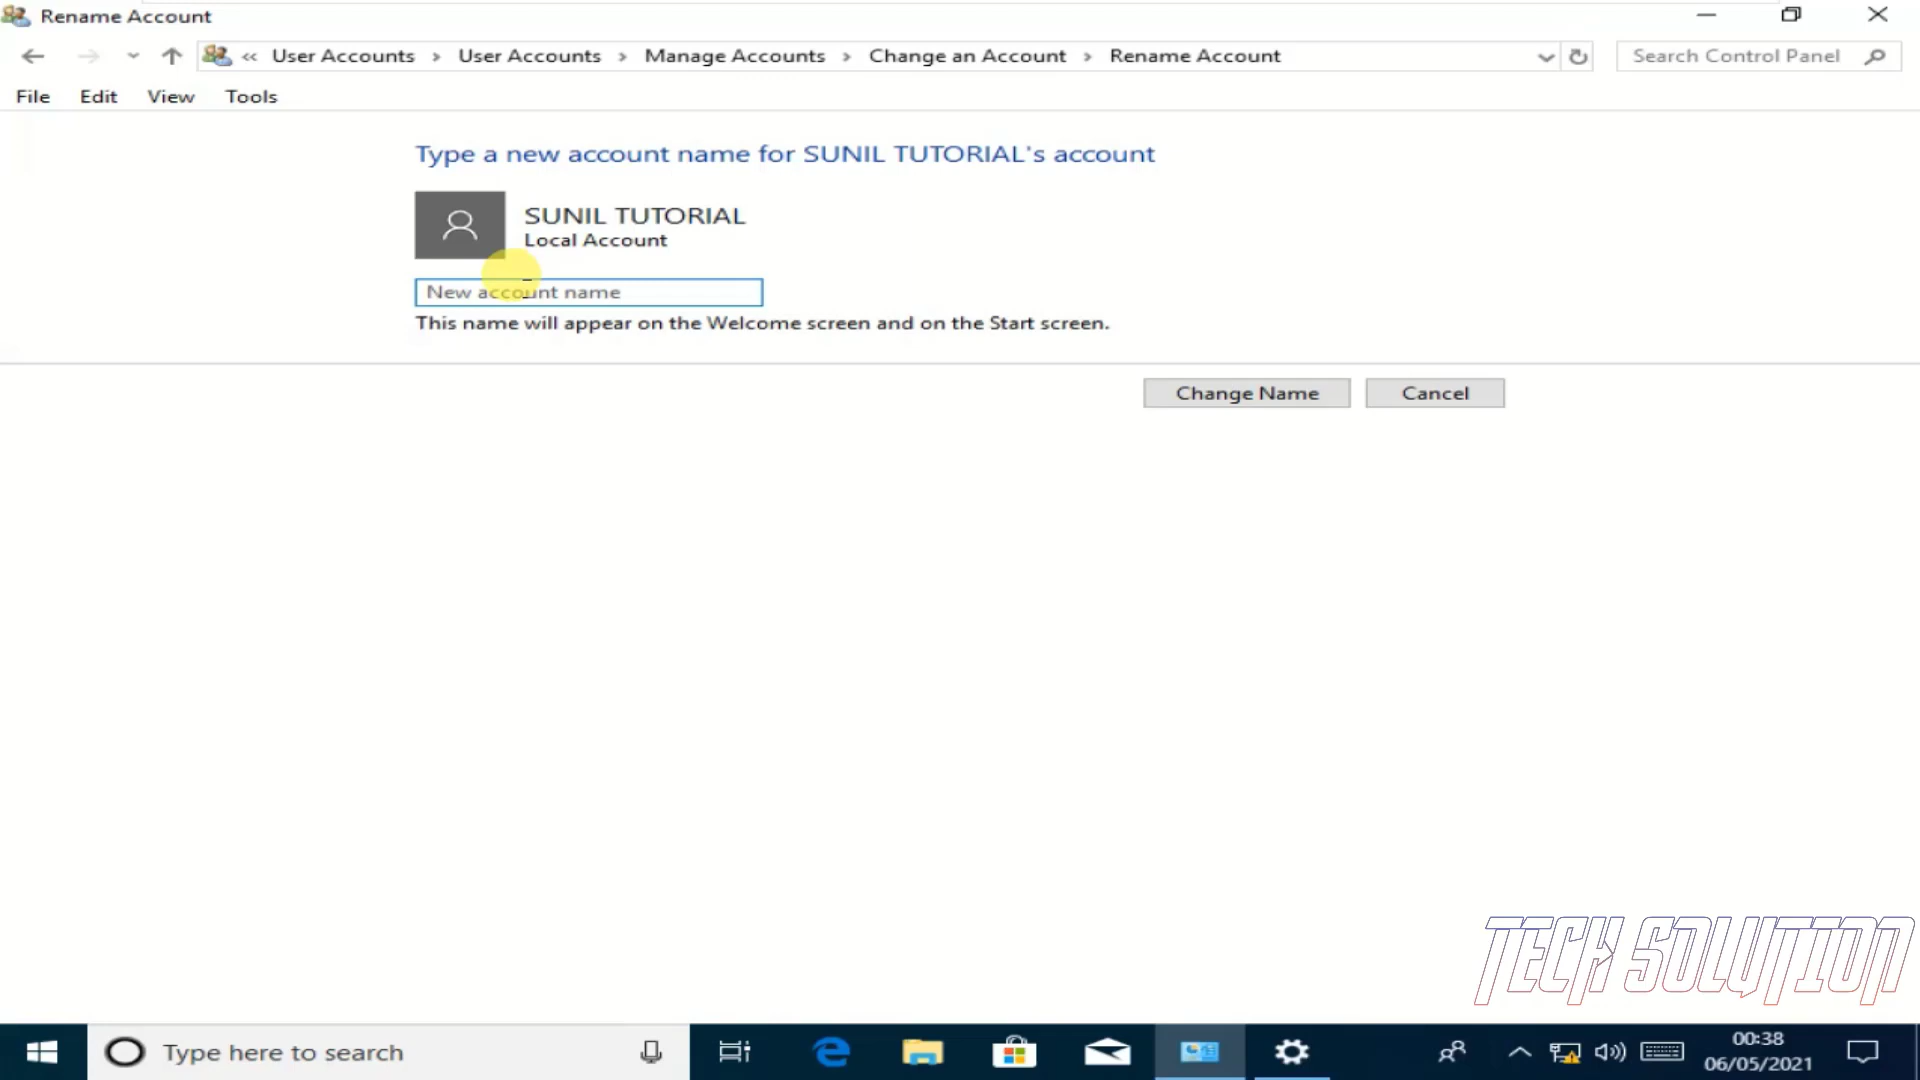 Rename Account
« User Accounts › User Accounts › Manage Accounts › Change an Account › Rename Account
Search Control Panel
File Edit View Tools
Type a new account name for SUNIL TUTORIAL's account
SUNIL TUTORIAL
Local Account
New account name
This name will appear on the Welcome screen and on the Start screen.
Change Name Cancel
TECH SOLUTION
Type here to search
00:38
06/05/2021